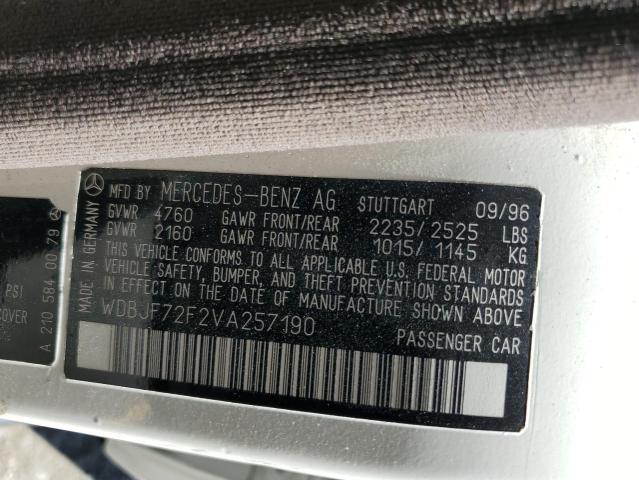 MFD BY MERCEDES-BENZ AG STUTTGART 09/96
GVWR 4760 GAWR FRONT/REAR 2235/2525 LBS
GVWR 2160 GAWR FRONT/REAR 1015/1145 KG
THIS VEHICLE CONFORMS TO ALL APPLICABLE U.S. FEDERAL MOTOR
VEHICLE SAFETY, BUMPER, AND THEFT PREVENTION STANDARDS
IN EFFECT ON THE DATE OF MANUFACTURE SHOWN ABOVE
WDBJF72F2VA257190
PASSENGER CAR
MADE IN GERMANY
A 210 584 00 79
PSI
COVER